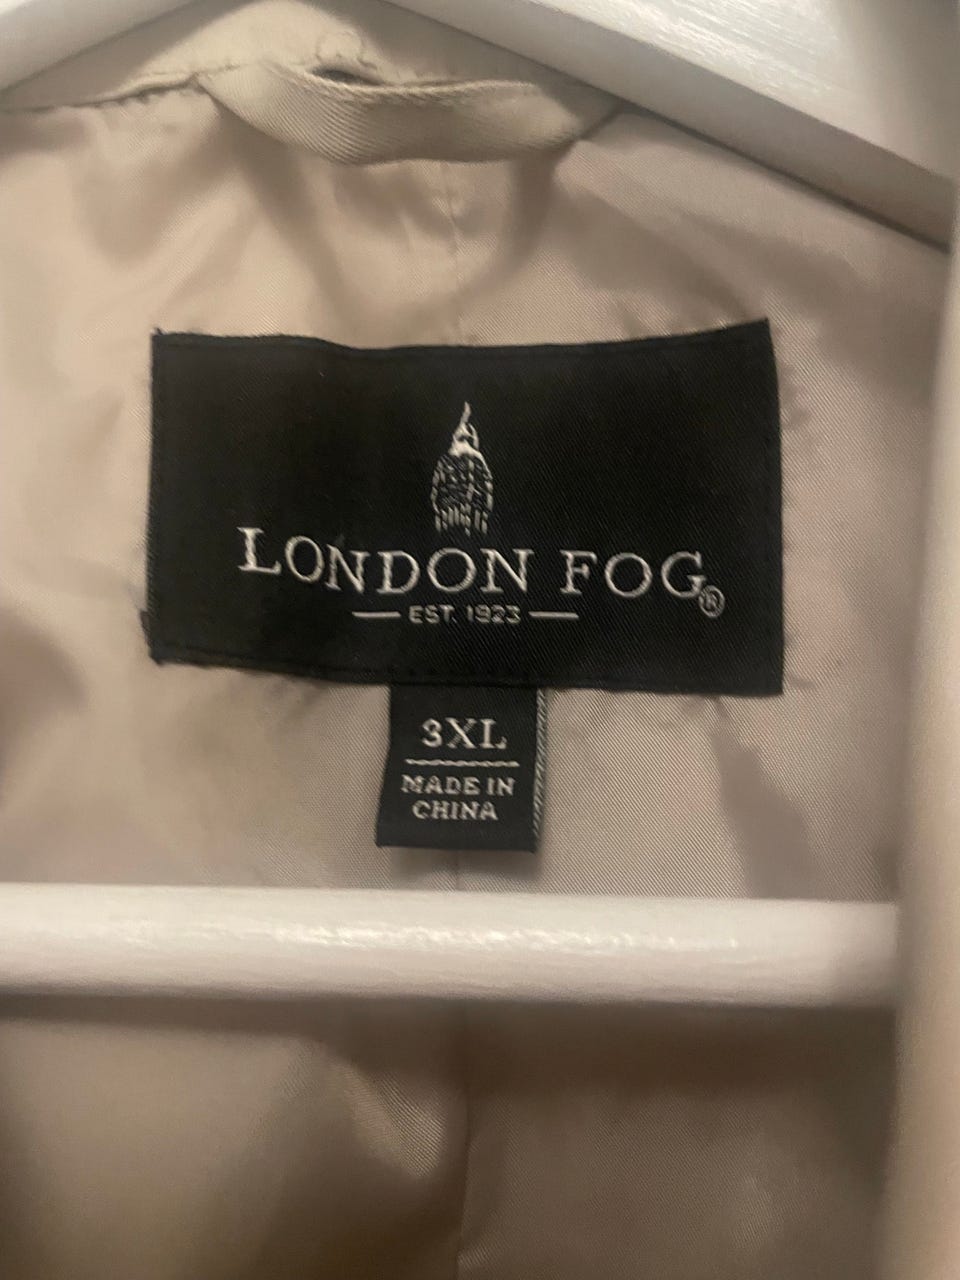 LONDON FOG®
EST. 1923
3XL
MADE IN
CHINA